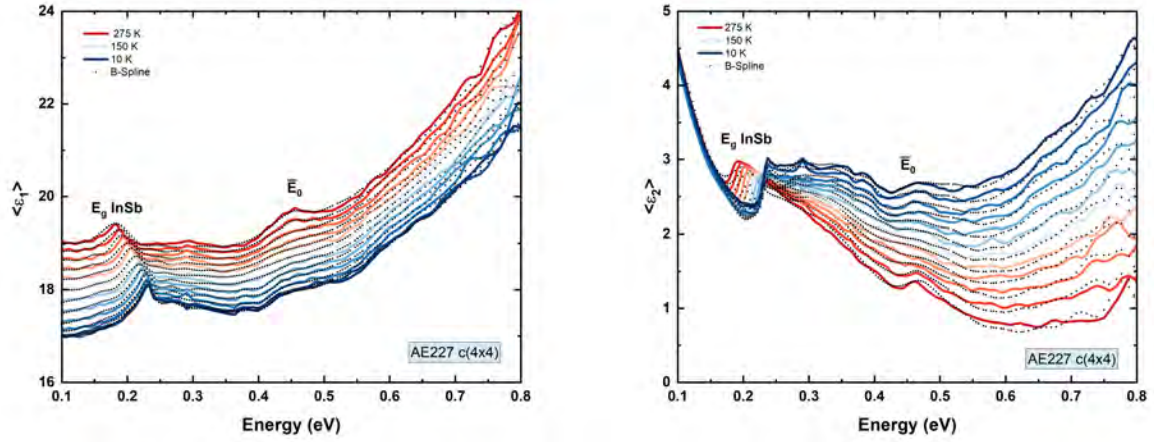 24
22
20
18
16
<ε₁>
275 K
150 K
10 K
B-Spline
E₀
E_g InSb
AE227 c(4x4)
0.1 0.2 0.3 0.4 0.5 0.6 0.7 0.8
Energy (eV)
5
4
3
2
1
0
<ε₂>
275 K
150 K
10 K
B-Spline
E_g InSb
E̅₀
AE227 c(4x4)
0.1 0.2 0.3 0.4 0.5 0.6 0.7 0.8
Energy (eV)